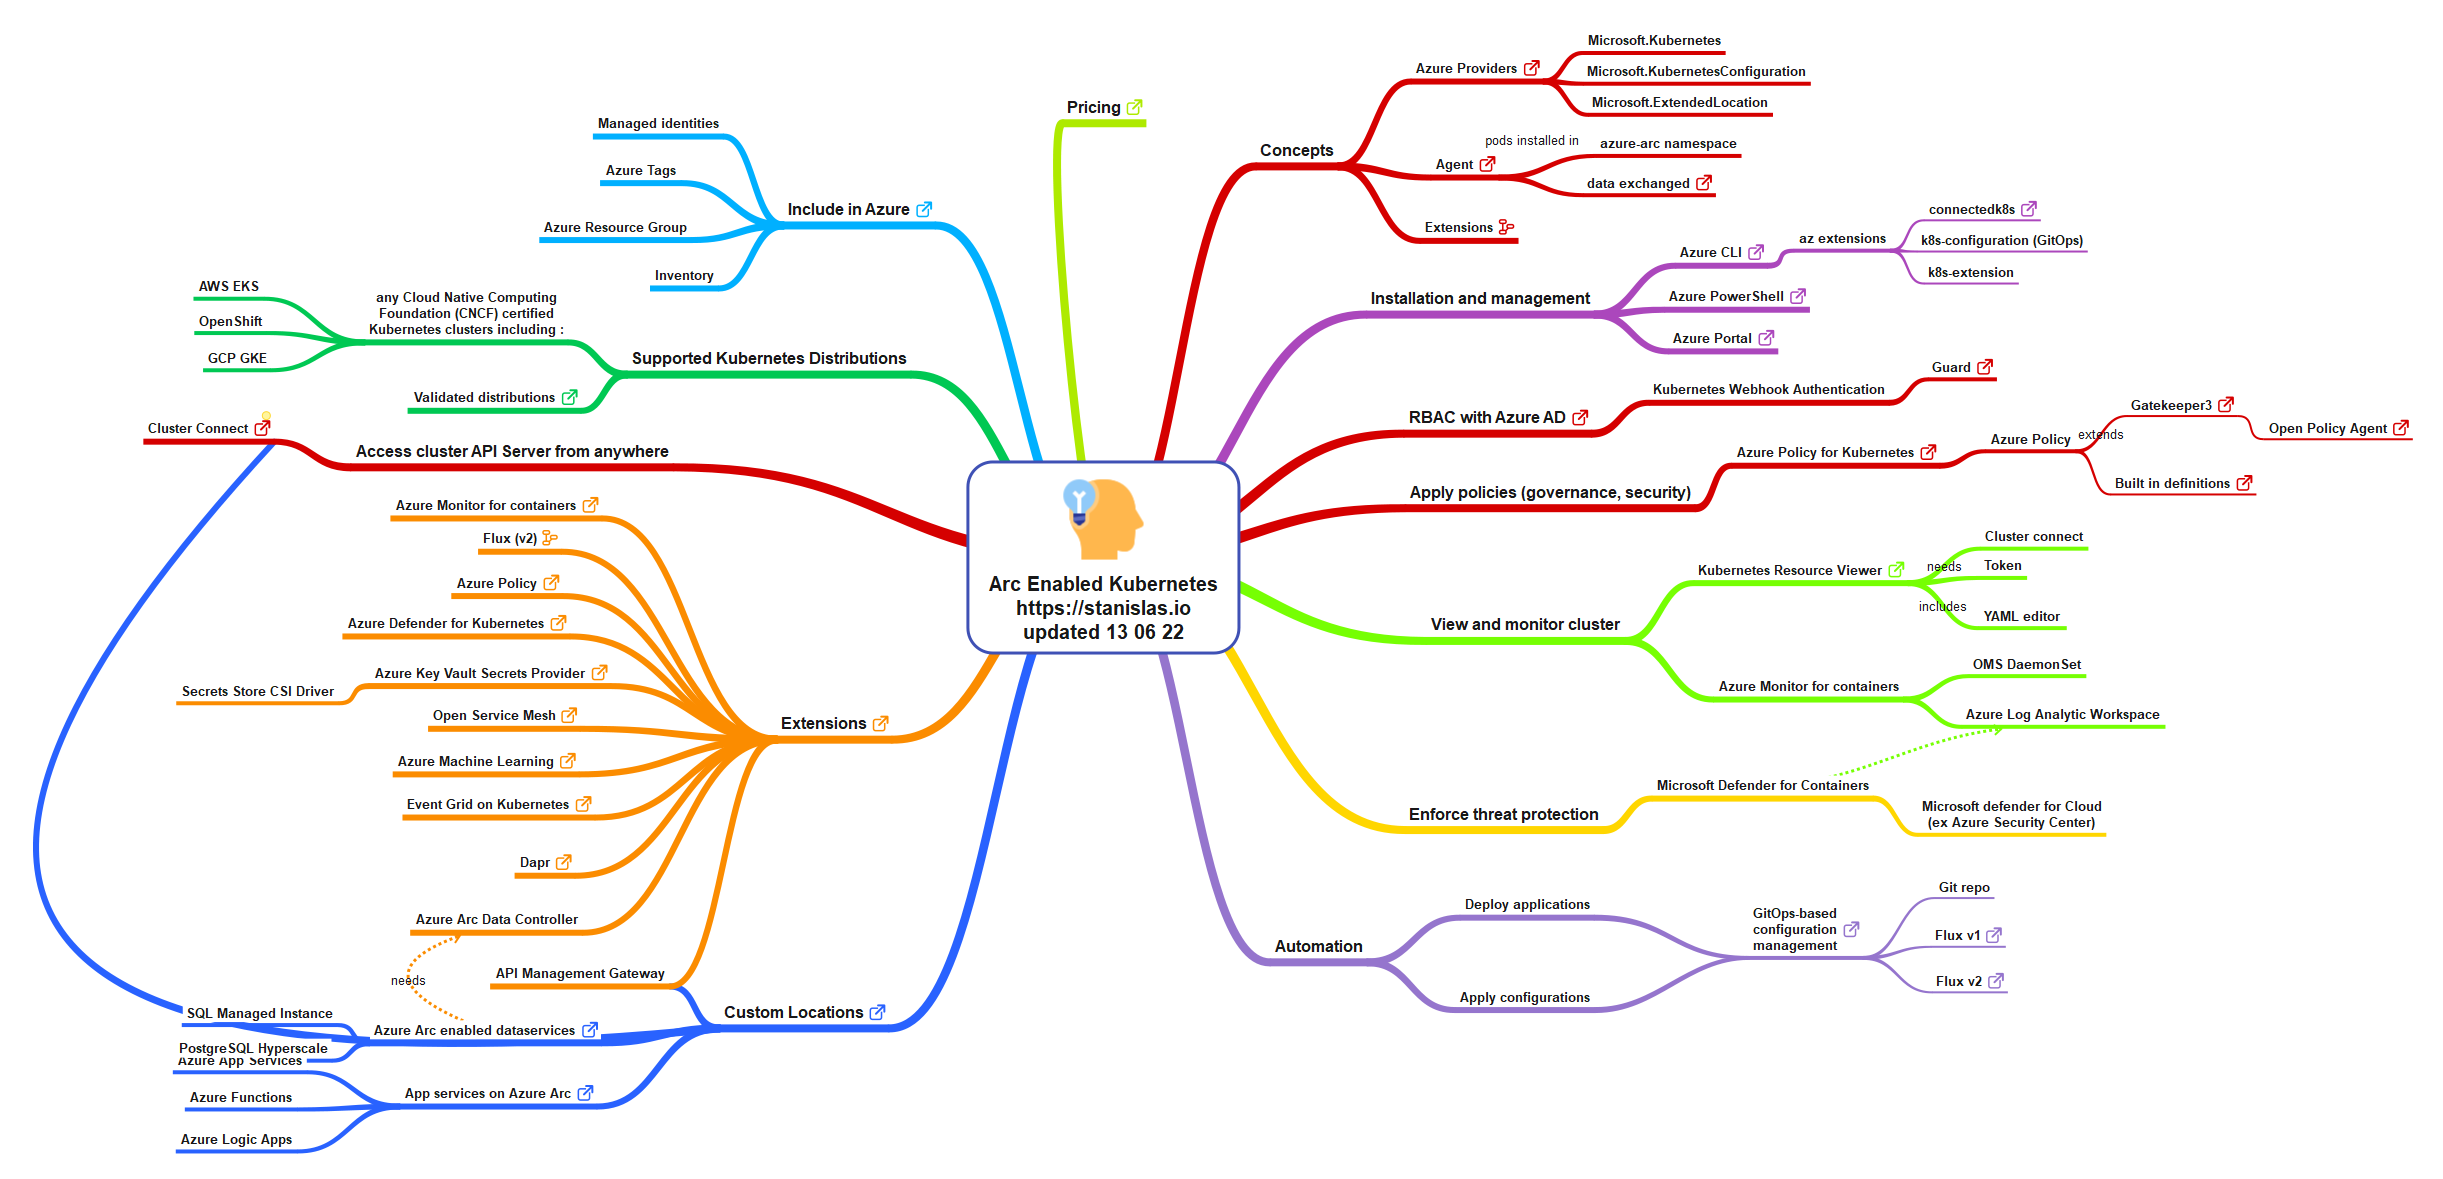 Arc Enabled Kubernetes
https://stanislas.io
updated 13 06 22
Pricing
Concepts
Azure Providers
Microsoft.Kubernetes
Microsoft.KubernetesConfiguration
Microsoft.ExtendedLocation
Agent
pods installed in
azure-arc namespace
data exchanged
Extensions
Installation and management
Azure CLI
az extensions
connectedk8s
k8s-configuration (GitOps)
k8s-extension
Azure PowerShell
Azure Portal
RBAC with Azure AD
Kubernetes Webhook Authentication
Guard
Apply policies (governance, security)
Azure Policy for Kubernetes
Azure Policy
extends
Gatekeeper3
Open Policy Agent
Built in definitions
View and monitor cluster
Kubernetes Resource Viewer
needs
Cluster connect
Token
includes
YAML editor
Azure Monitor for containers
OMS DaemonSet
Azure Log Analytic Workspace
Enforce threat protection
Microsoft Defender for Containers
Microsoft defender for Cloud
(ex Azure Security Center)
Automation
Deploy applications
Apply configurations
GitOps-based
configuration
management
Git repo
Flux v1
Flux v2
Include in Azure
Managed identities
Azure Tags
Azure Resource Group
Inventory
Supported Kubernetes Distributions
any Cloud Native Computing
Foundation (CNCF) certified
Kubernetes clusters including :
AWS EKS
OpenShift
GCP GKE
Validated distributions
Access cluster API Server from anywhere
Cluster Connect
Extensions
Azure Monitor for containers
Flux (v2)
Azure Policy
Azure Defender for Kubernetes
Azure Key Vault Secrets Provider
Secrets Store CSI Driver
Open Service Mesh
Azure Machine Learning
Event Grid on Kubernetes
Dapr
Azure Arc Data Controller
needs
API Management Gateway
Custom Locations
Azure Arc enabled dataservices
SQL Managed Instance
PostgreSQL Hyperscale
App services on Azure Arc
Azure App Services
Azure Functions
Azure Logic Apps